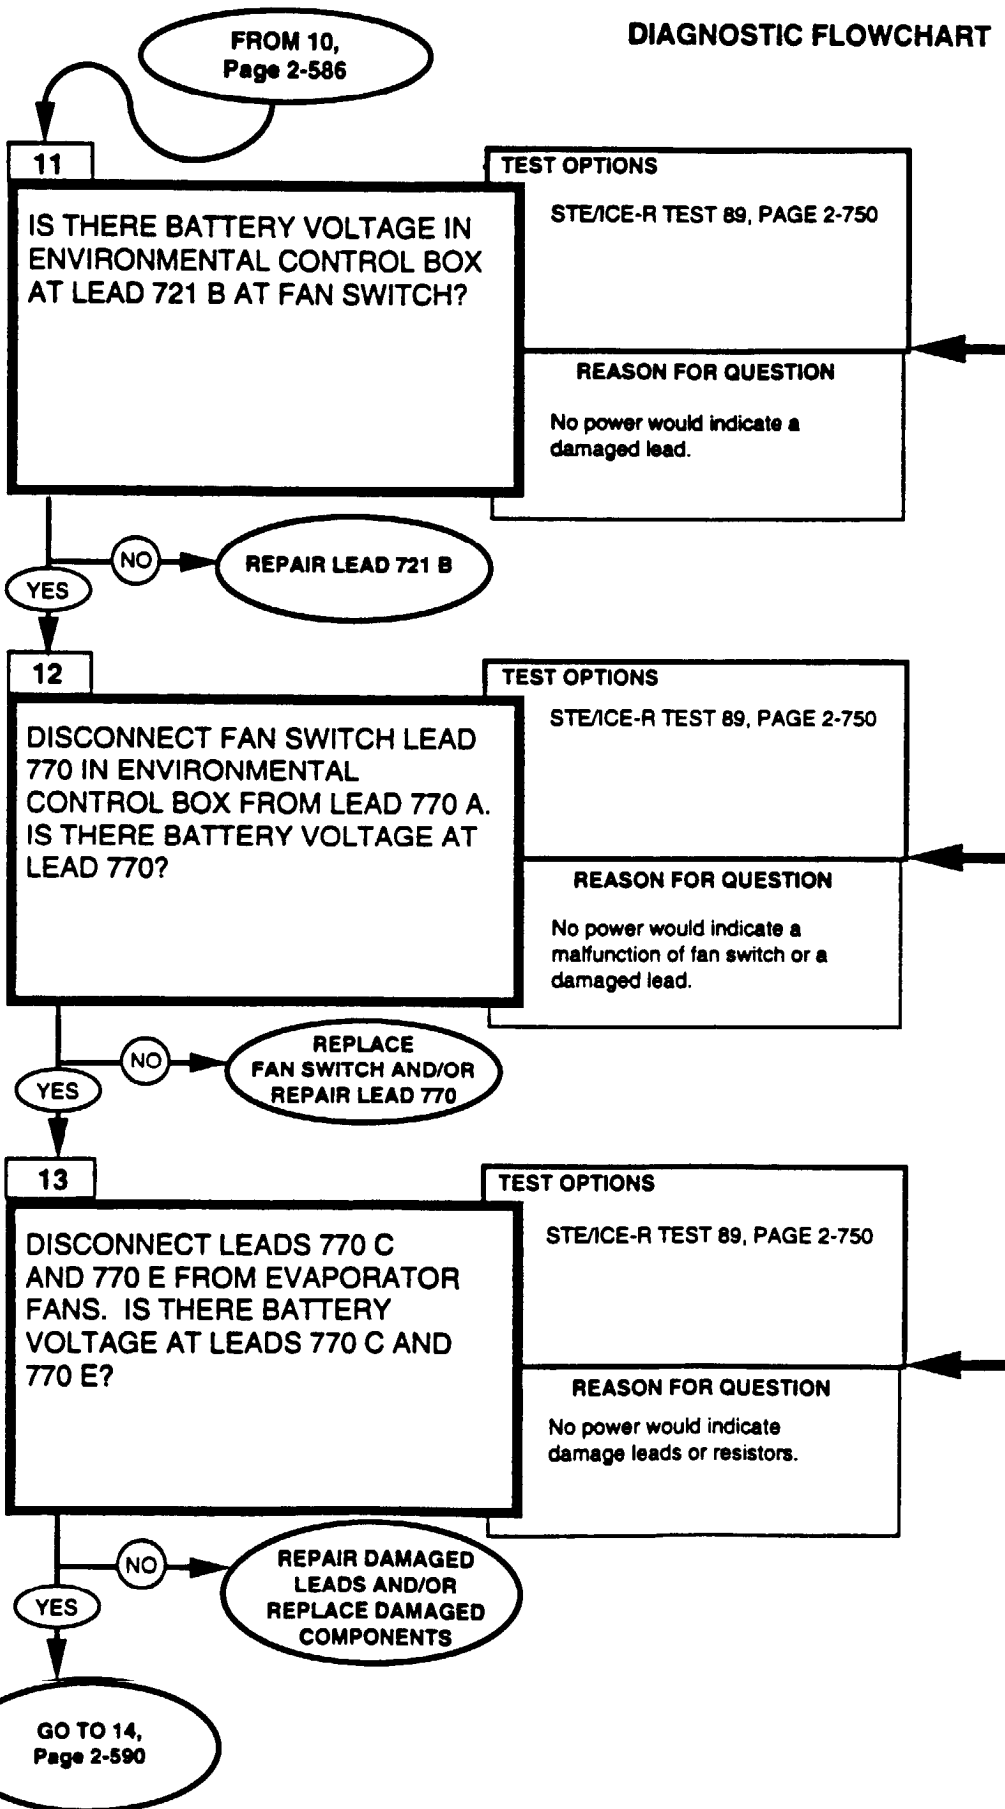 DIAGNOSTIC FLOWCHART
FROM 10,
Page 2-586
11
IS THERE BATTERY VOLTAGE IN
ENVIRONMENTAL CONTROL BOX
AT LEAD 721 B AT FAN SWITCH?
TEST OPTIONS
STE/ICE-R TEST 89, PAGE 2-750
REASON FOR QUESTION
No power would indicate a
damaged lead.
NO
REPAIR LEAD 721 B
YES
12
DISCONNECT FAN SWITCH LEAD
770 IN ENVIRONMENTAL
CONTROL BOX FROM LEAD 770 A.
IS THERE BATTERY VOLTAGE AT
LEAD 770?
TEST OPTIONS
STE/ICE-R TEST 89, PAGE 2-750
REASON FOR QUESTION
No power would indicate a
malfunction of fan switch or a
damaged lead.
NO
REPLACE
FAN SWITCH AND/OR
REPAIR LEAD 770
YES
13
DISCONNECT LEADS 770 C
AND 770 E FROM EVAPORATOR
FANS. IS THERE BATTERY
VOLTAGE AT LEADS 770 C AND
770 E?
TEST OPTIONS
STE/ICE-R TEST 89, PAGE 2-750
REASON FOR QUESTION
No power would indicate
damage leads or resistors.
NO
REPAIR DAMAGED
LEADS AND/OR
REPLACE DAMAGED
COMPONENTS
YES
GO TO 14,
Page 2-590